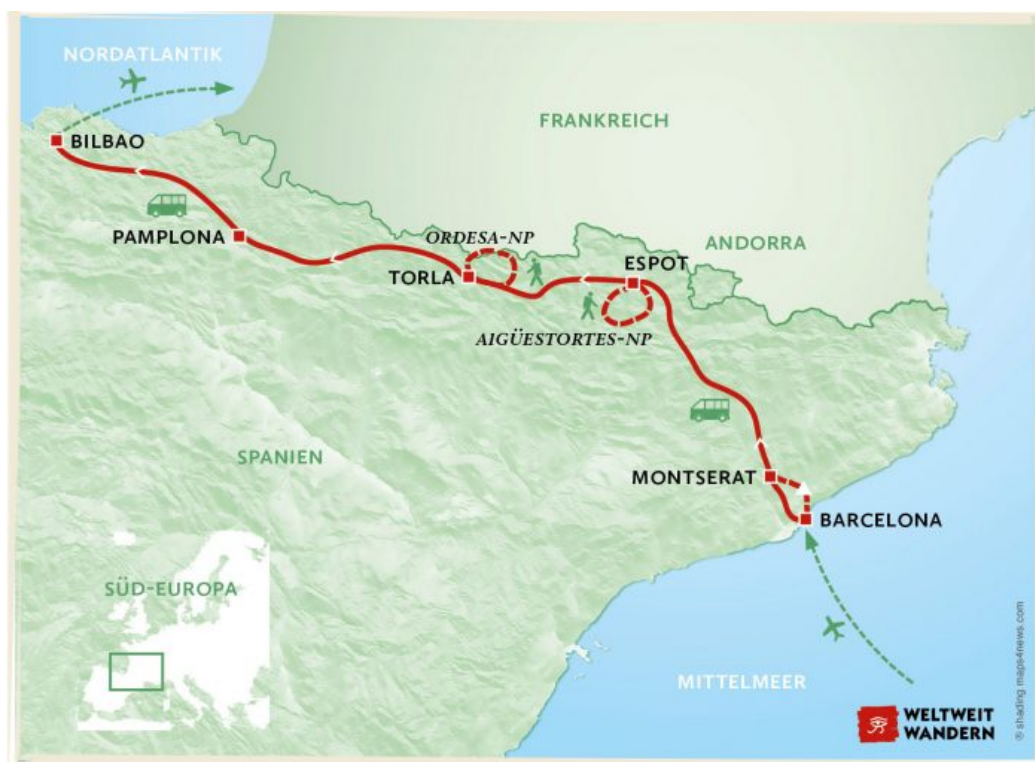 NORDATLANTIK
BILBAO
FRANKREICH
PAMPLONA
ORDESA-NP
ANDORRA
TORLA
ESPOT
AIGÜESTORTES-NP
SPANIEN
MONTSERAT
BARCELONA
SÜD-EUROPA
MITTELMEER
WELTWEIT
WANDERN
© shading maps4news.com